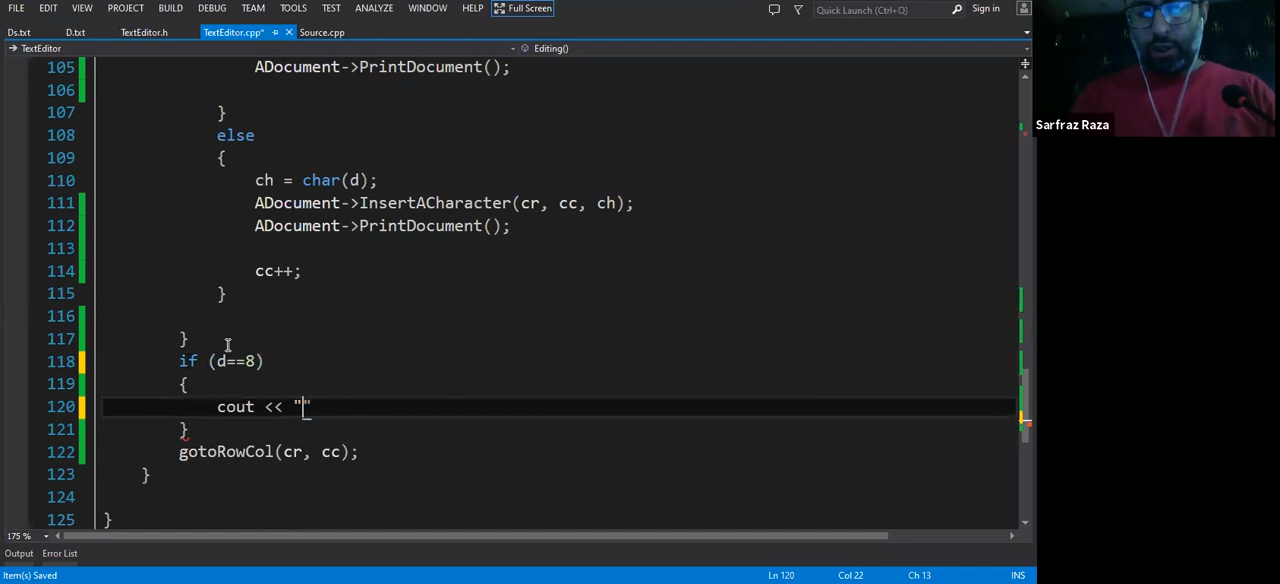 FILE EDIT VIEW PROJECT BUILD DEBUG TEAM TOOLS TEST ANALYZE WINDOW HELP Full Screen Quick Launch (Ctrl+Q) Sign in
Ds.txt D.txt TextEditor.h TextEditor.cpp* Source.cpp
TextEditor Editing()
105 ADocument->PrintDocument();
106
107 }
108 else
109 {
110 ch = char(d);
111 ADocument->InsertACharacter(cr, cc, ch);
112 ADocument->PrintDocument();
113
114 cc++;
115 }
116
117 }
118 if (d==8)
119 {
120 cout << ""
121 }
122 gotoRowCol(cr, cc);
123 }
124
125 }
175 %
Output Error List
Item(s) Saved Ln 120 Col 22 Ch 13 INS
Sarfraz Raza